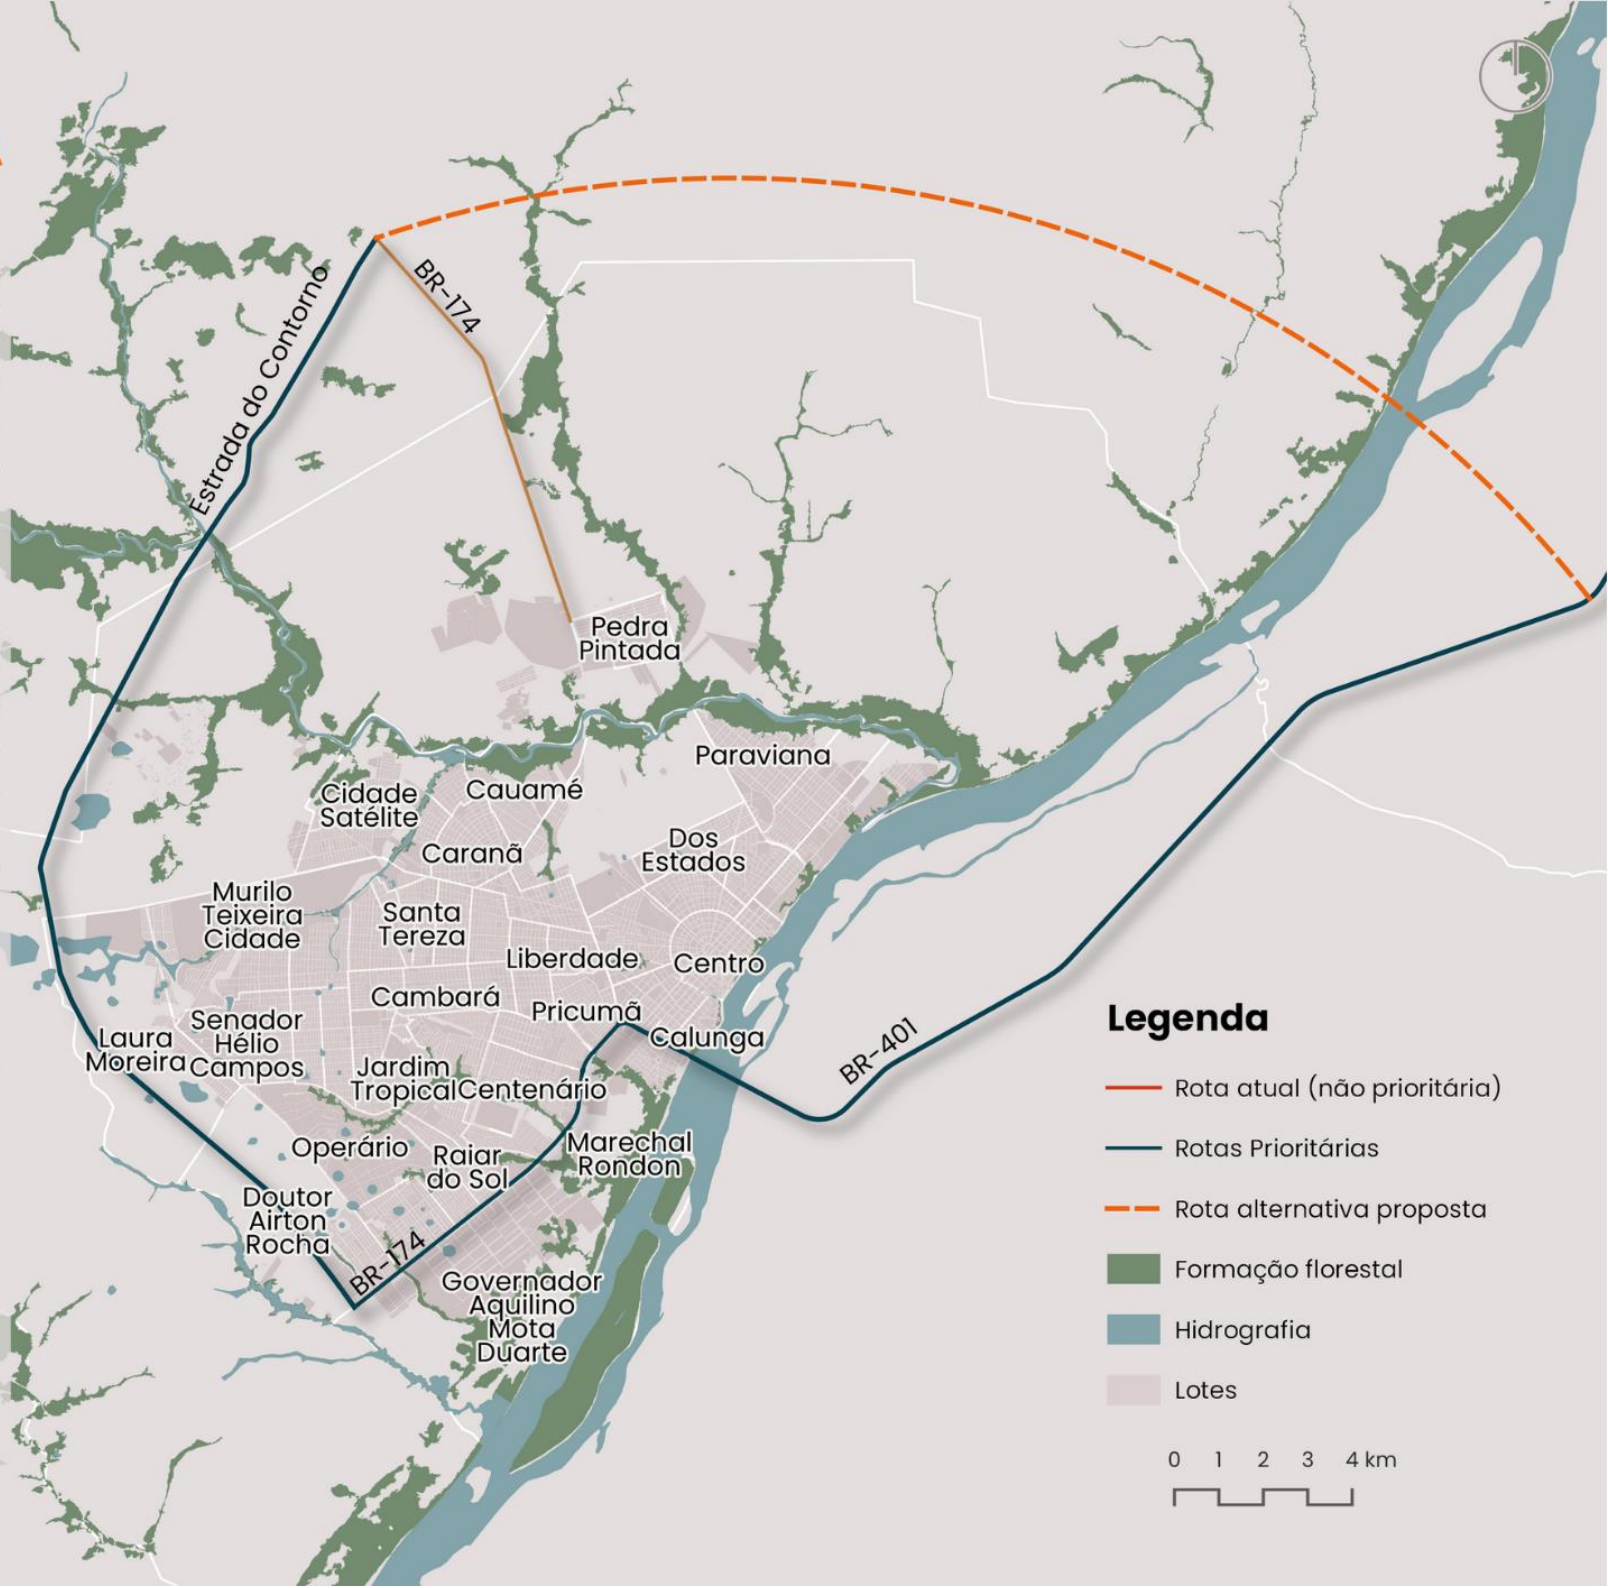 BR-174
Estrada do Contorno
Pedra
Pintada
Paraviana
Cauamé
Cidade
Satélite
Dos
Estados
Caranã
Murilo
Teixeira
Cidade
Santa
Tereza
Liberdade
Centro
Cambará
Pricumã
Senador
Hélio
Campos
Laura
Moreira
Calunga
BR-401
Jardim
Tropical
Centenário
Operário
Raiar
do Sol
Marechal
Rondon
Doutor
Airton
Rocha
BR-174
Governador
Aquilino
Mota
Duarte
Legenda
Rota atual (não prioritária)
Rotas Prioritárias
Rota alternativa proposta
Formação florestal
Hidrografia
Lotes
0 1 2 3 4 km